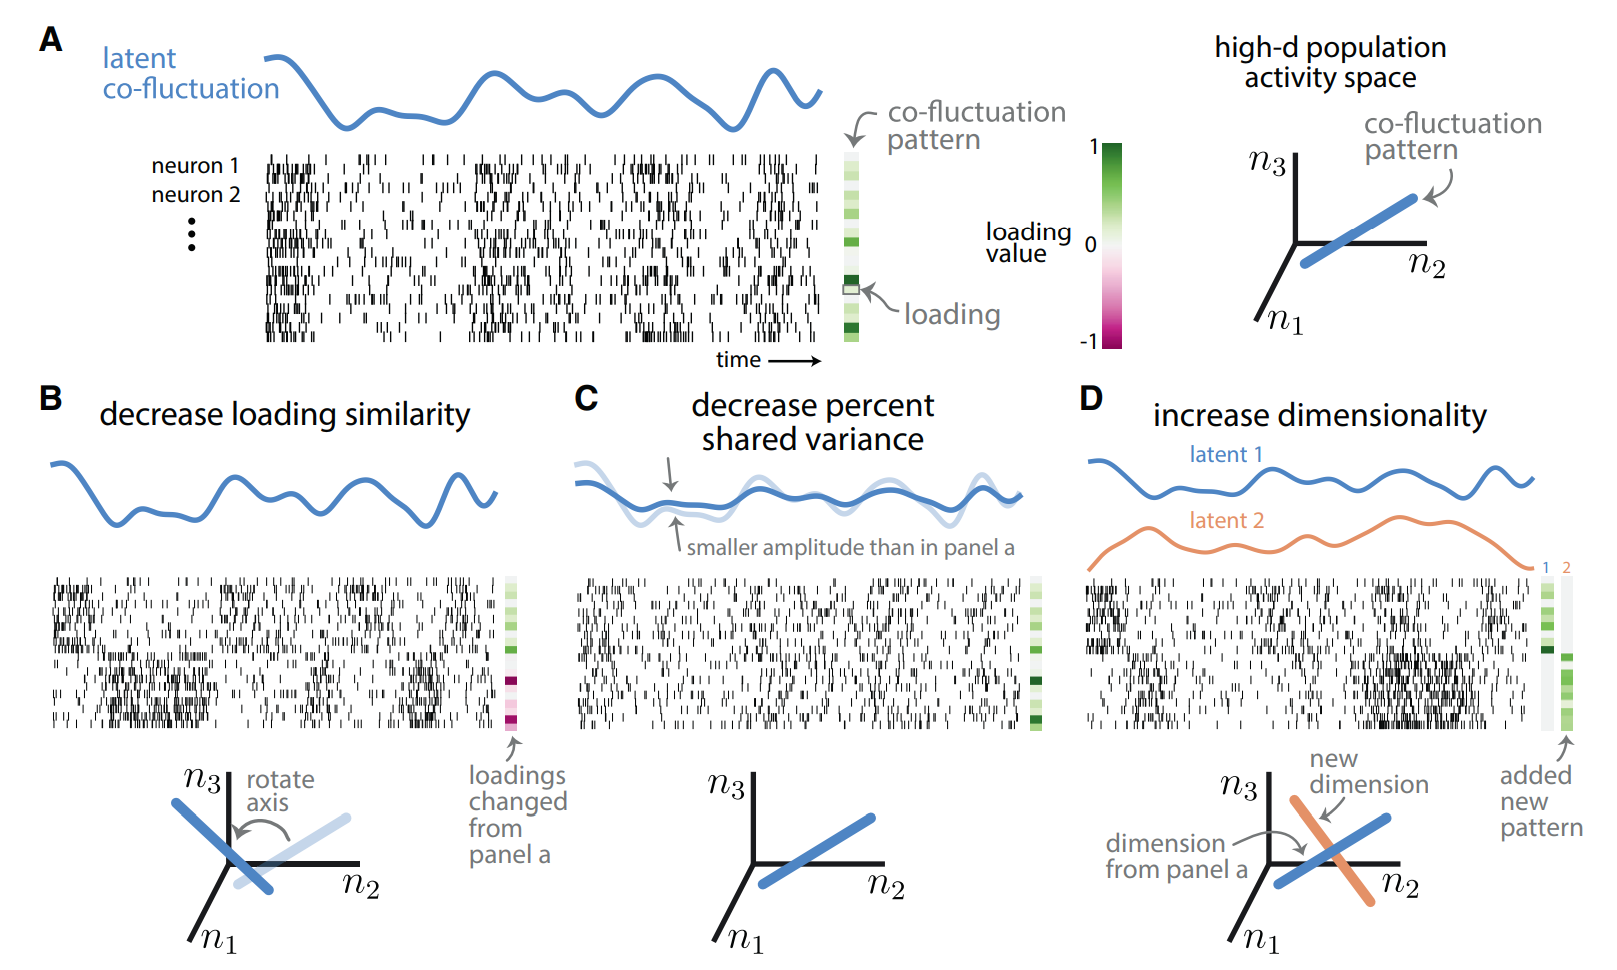 A
latent
co-fluctuation
high-d population
activity space
co-fluctuation
pattern
co-fluctuation
pattern
neuron 1
neuron 2
1
loading
value
0
-1
n3
n2
n1
loading
time
B
decrease loading similarity
C
decrease percent
shared variance
D
increase dimensionality
latent 1
latent 2
smaller amplitude than in panel a
1 2
n3
rotate
axis
n2
n1
loadings
changed
from
panel a
n3
n2
n1
n3
new
dimension
dimension
from panel a
n2
n1
added
new
pattern